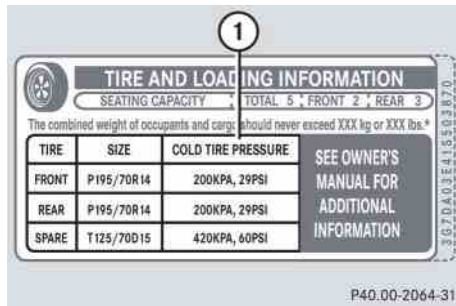 1
TIRE AND LOADING INFORMATION
SEATING CAPACITY TOTAL 5 FRONT 2 REAR 3
The combined weight of occupants and cargo should never exceed XXX kg or XXX lbs.*
TIRE SIZE COLD TIRE PRESSURE
FRONT P195/70R14 200KPA, 29PSI
REAR P195/70R14 200KPA, 29PSI
SPARE T125/70D15 420KPA, 60PSI
SEE OWNER'S
MANUAL FOR
ADDITIONAL
INFORMATION
3G7DA03E41SS03870
P40.00-2064-31